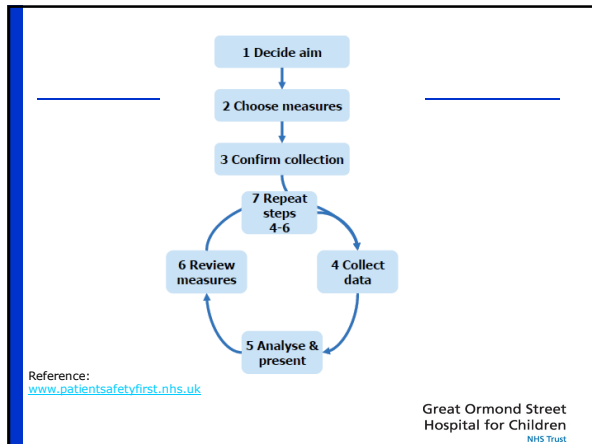 1 Decide aim
2 Choose measures
3 Confirm collection
7 Repeat
steps
4-6
6 Review
measures
4 Collect
data
5 Analyse &
present
Reference:
www.patientsafetyfirst.nhs.uk
Great Ormond Street
Hospital for Children
NHS Trust